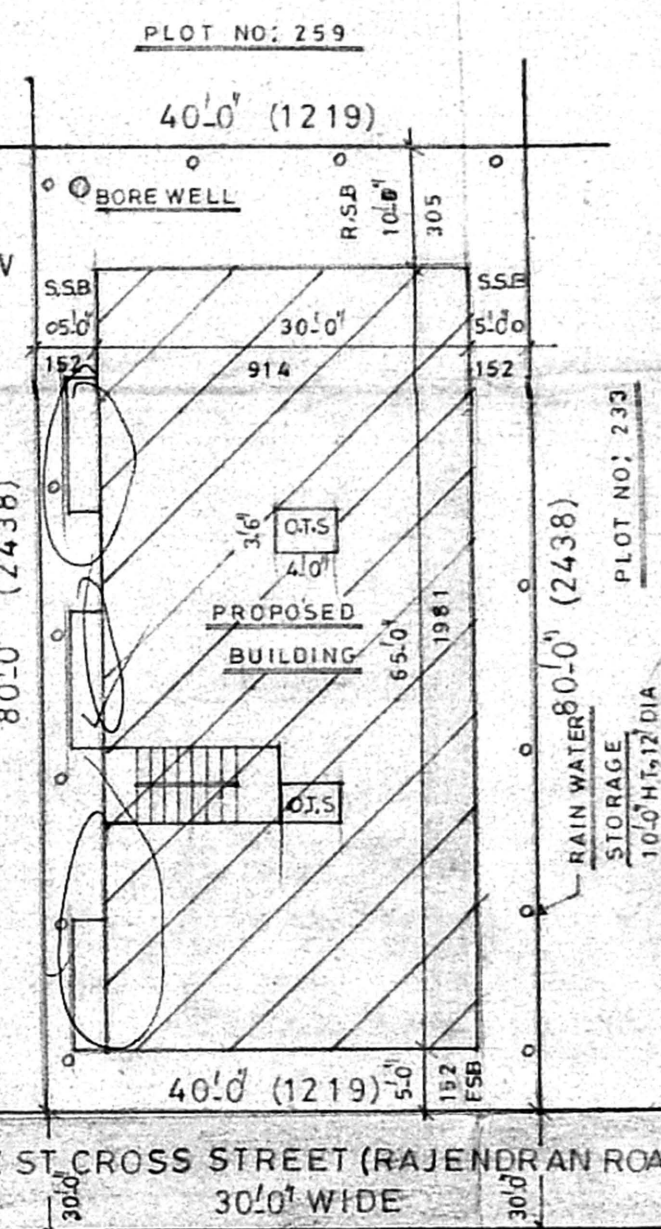 PLOT NO: 259
40'-0" (1219)
BORE WELL
R.S.B
10'-0"
305
S.S.B
05'-0"
152
30'-0"
914
S.S.B
5'-0"
152
PLOT NO: 233
80'-0" (2438)
80'-0" (2438)
3'6"
O.T.S
4'0"
PROPOSED
BUILDING
65'-0"
1981
O.T.S
RAIN WATER
STORAGE
10'-0" HT, 12" DIA
40'-0" (1219)
5'-0"
152
FSB
ST CROSS STREET (RAJENDRAN ROA
30'-0" WIDE
30'0"
30'0"